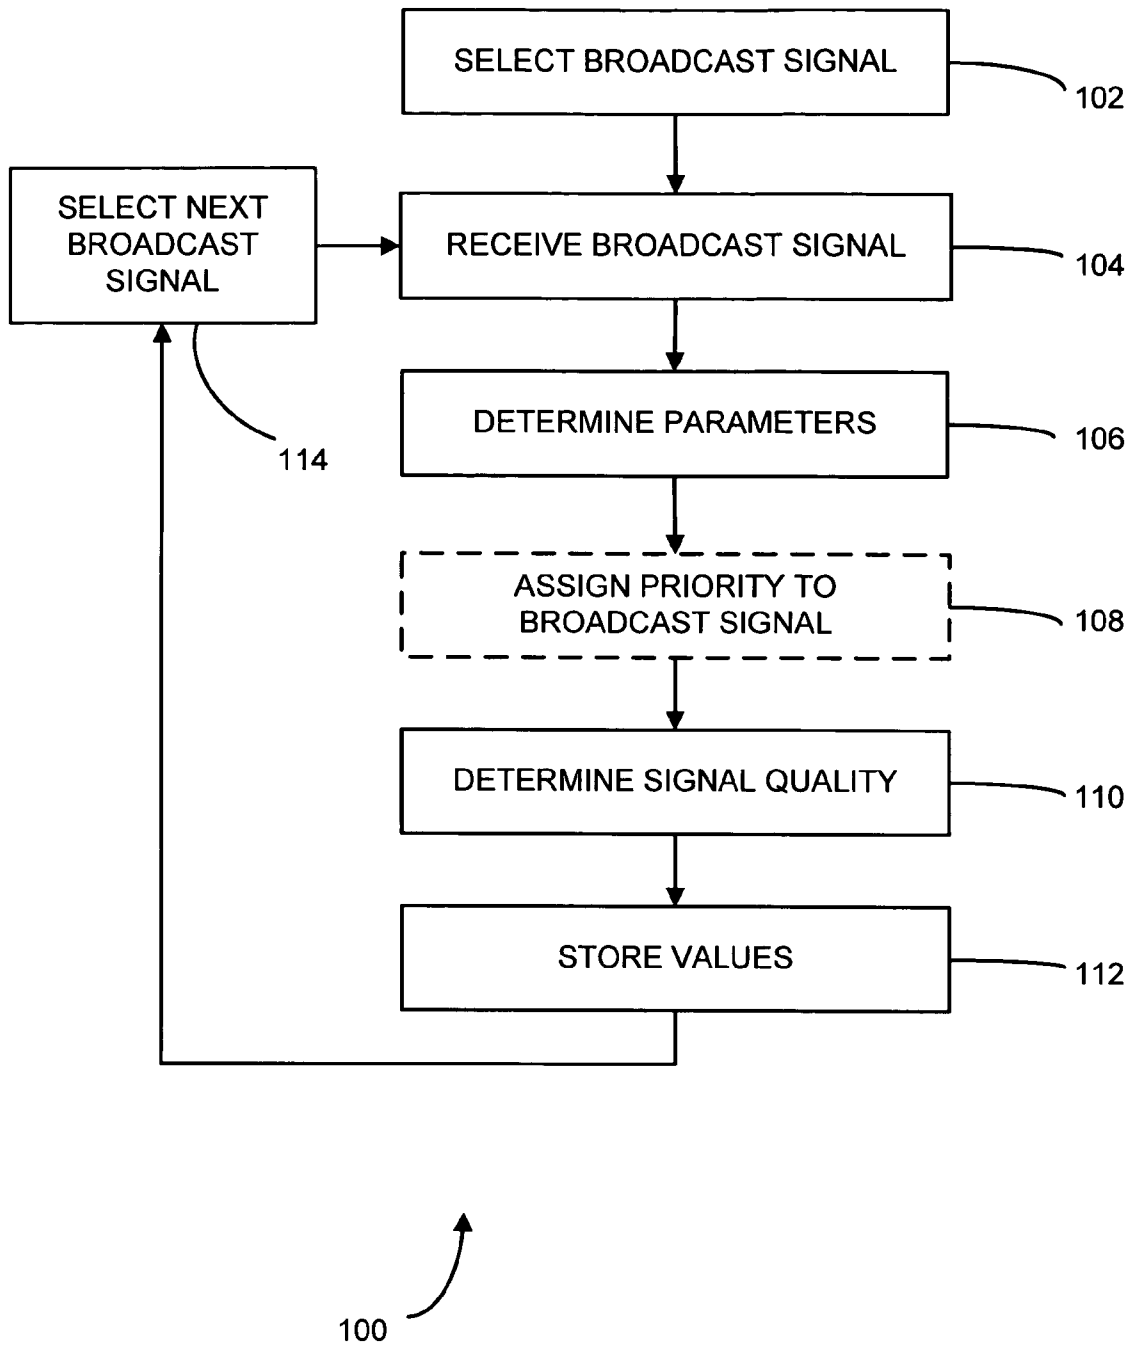 SELECT BROADCAST SIGNAL
102
SELECT NEXT
BROADCAST
SIGNAL
114
RECEIVE BROADCAST SIGNAL
104
DETERMINE PARAMETERS
106
ASSIGN PRIORITY TO
BROADCAST SIGNAL
108
DETERMINE SIGNAL QUALITY
110
STORE VALUES
112
100